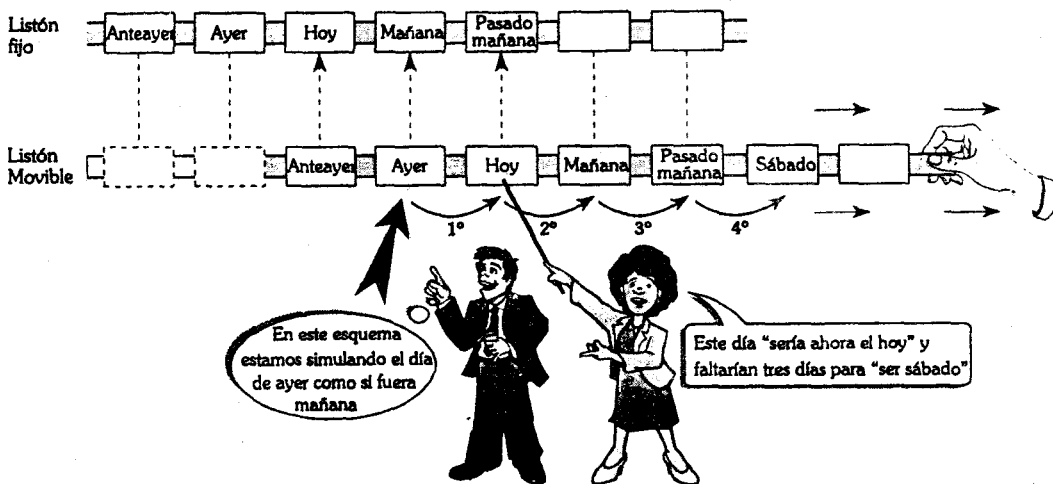 Listón
fijo
Anteayer
Ayer
Hoy
Mañana
Pasado
mañana
Listón
Movible
Anteayer
Ayer
Hoy
Mañana
Pasado
mañana
Sábado
1º
2º
3º
4º
En este esquema
estamos simulando el día
de ayer como si fuera
mañana
Este día "sería ahora el hoy" y
faltarían tres días para "ser sábado"